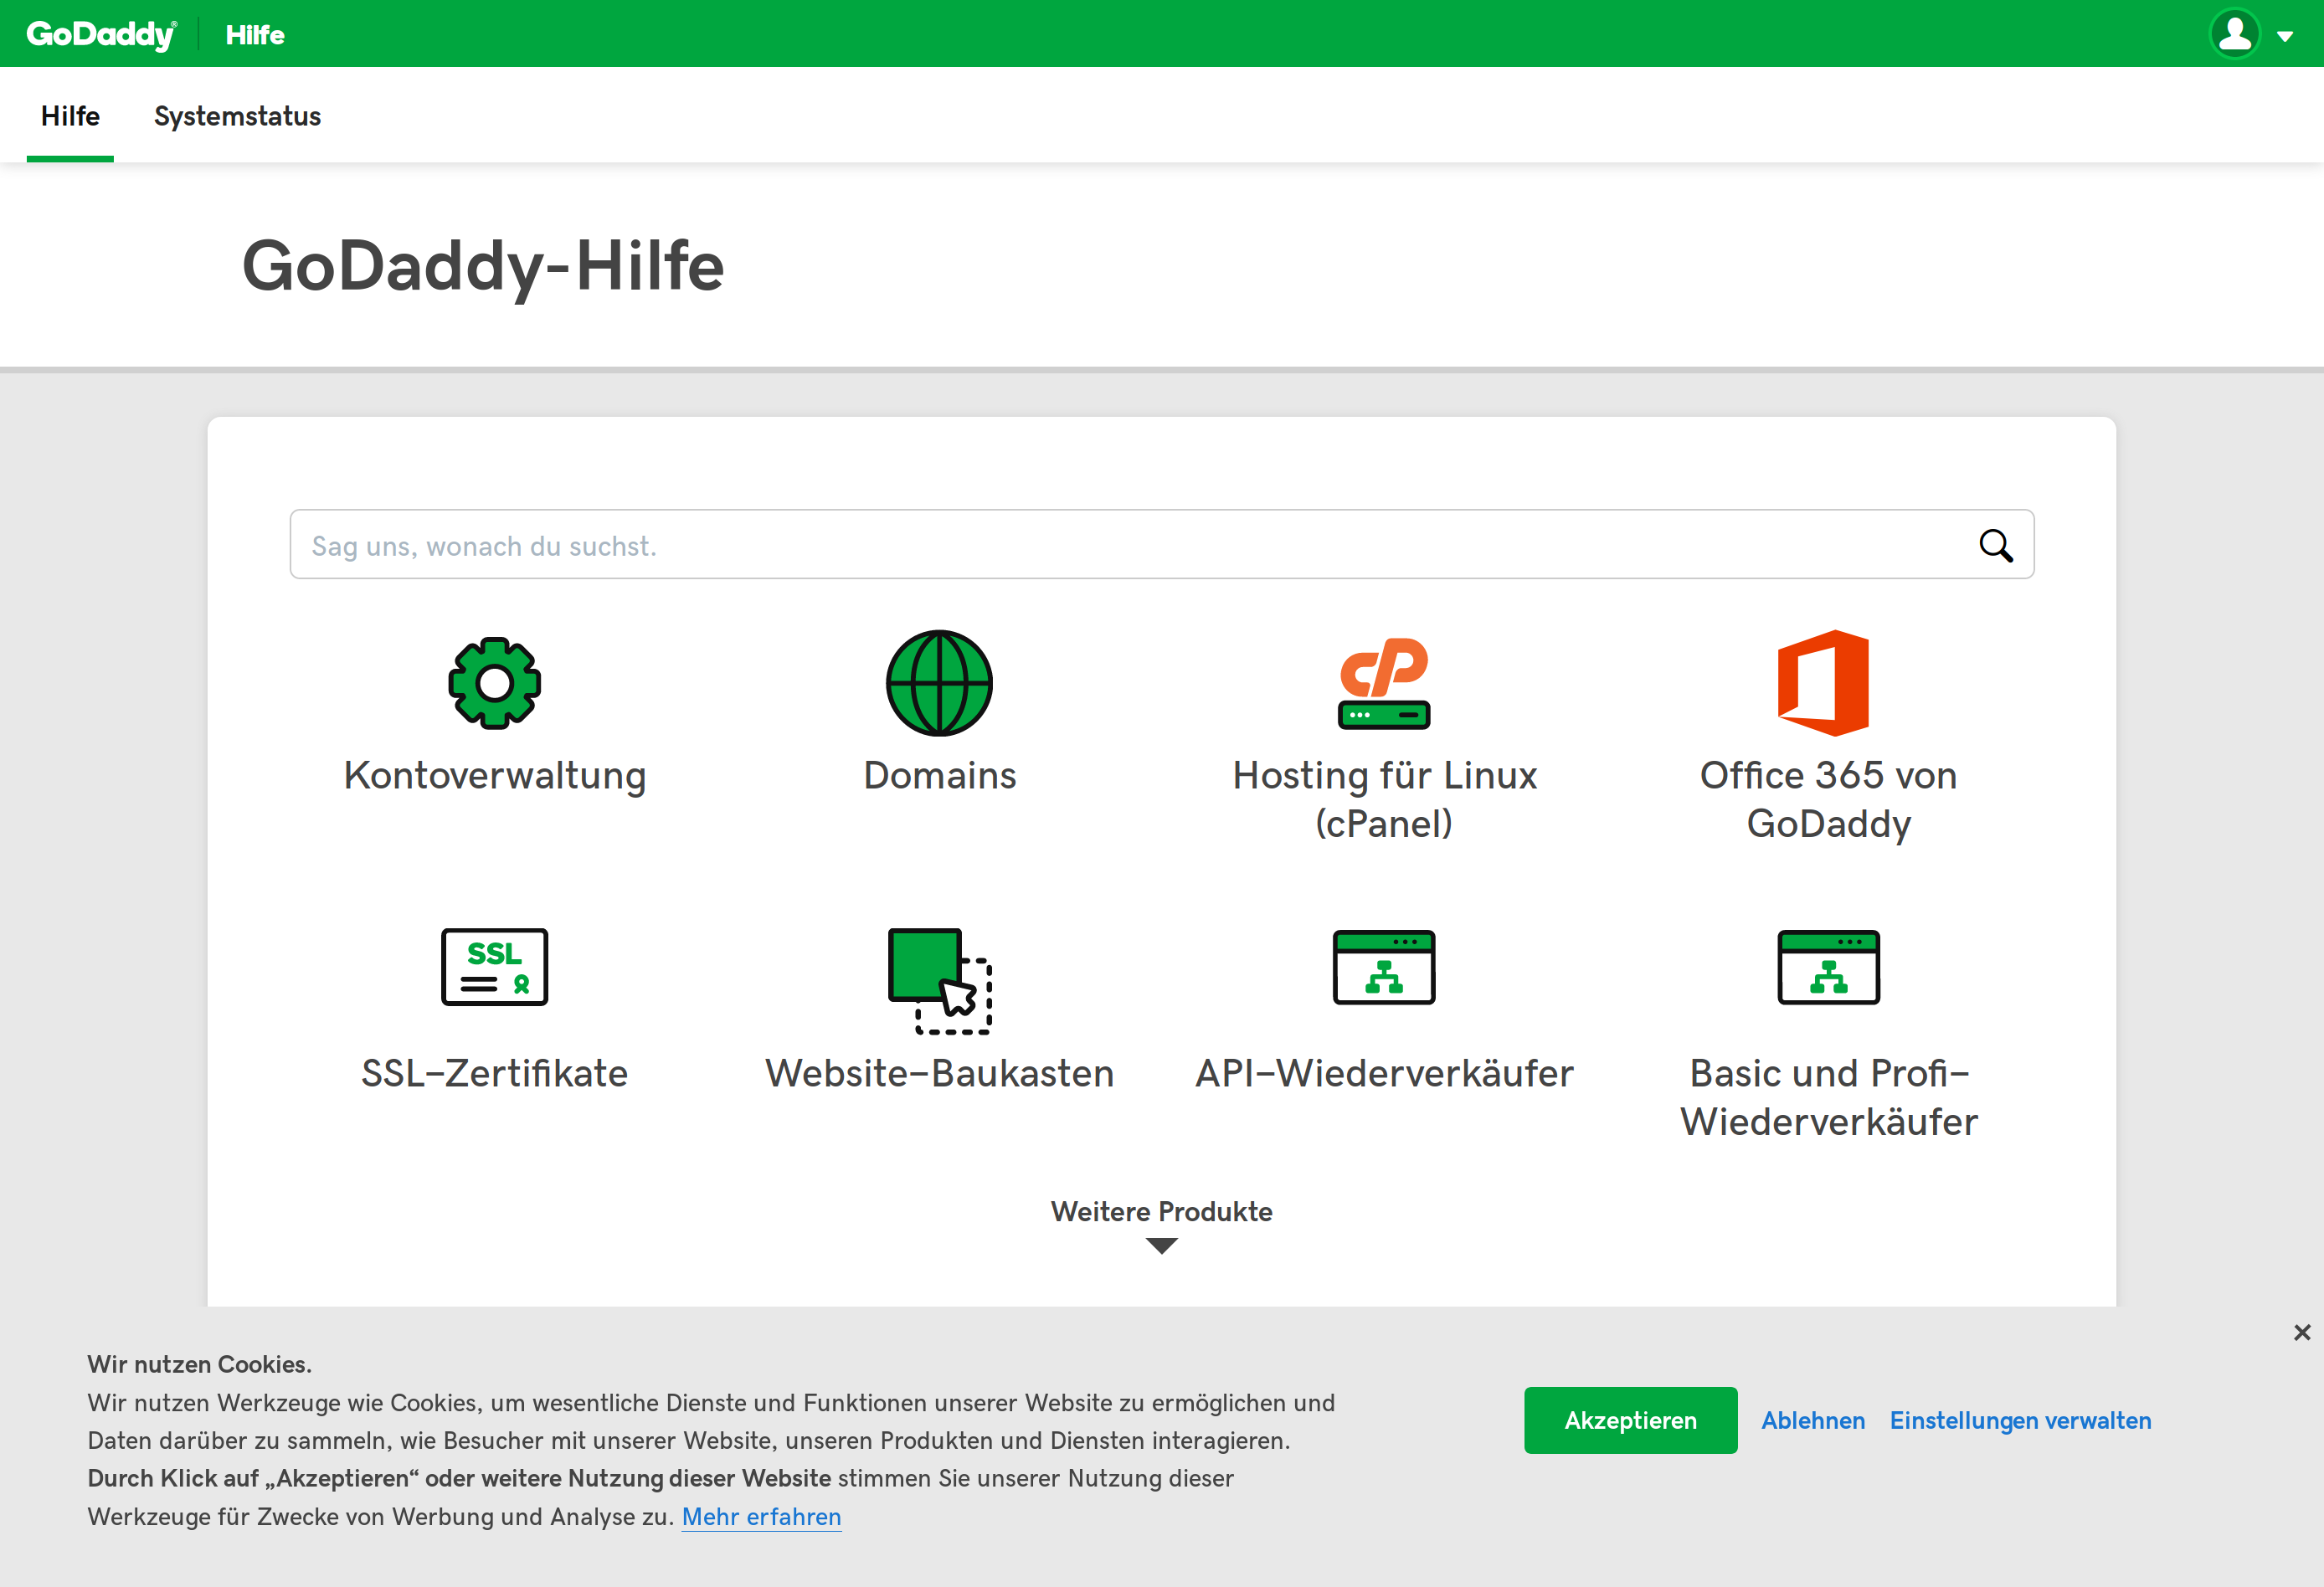 GoDaddy® Hilfe
Hilfe Systemstatus
GoDaddy-Hilfe
Sag uns, wonach du suchst.
Kontoverwaltung
Domains
Hosting für Linux
(cPanel)
Office 365 von
GoDaddy
SSL
SSL-Zertifikate
Website-Baukasten
API-Wiederverkäufer
Basic und Profi-
Wiederverkäufer
Weitere Produkte
Wir nutzen Cookies.
Wir nutzen Werkzeuge wie Cookies, um wesentliche Dienste und Funktionen unserer Website zu ermöglichen und
Daten darüber zu sammeln, wie Besucher mit unserer Website, unseren Produkten und Diensten interagieren.
Durch Klick auf „Akzeptieren“ oder weitere Nutzung dieser Website stimmen Sie unserer Nutzung dieser
Werkzeuge für Zwecke von Werbung und Analyse zu. Mehr erfahren
Akzeptieren Ablehnen Einstellungen verwalten